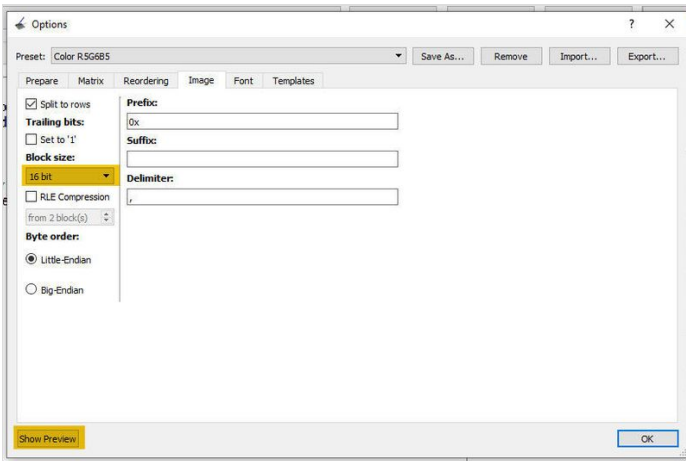 Options
? X
Preset: Color R5G6B5 Save As... Remove Import... Export...
Prepare Matrix Reordering Image Font Templates
Split to rows
Prefix:
Trailing bits:
0x
Set to '1'
Suffix:
Block size:
16 bit
Delimiter:
RLE Compression
,
from 2 block(s)
Byte order:
Little-Endian
Big-Endian
Show Preview
OK